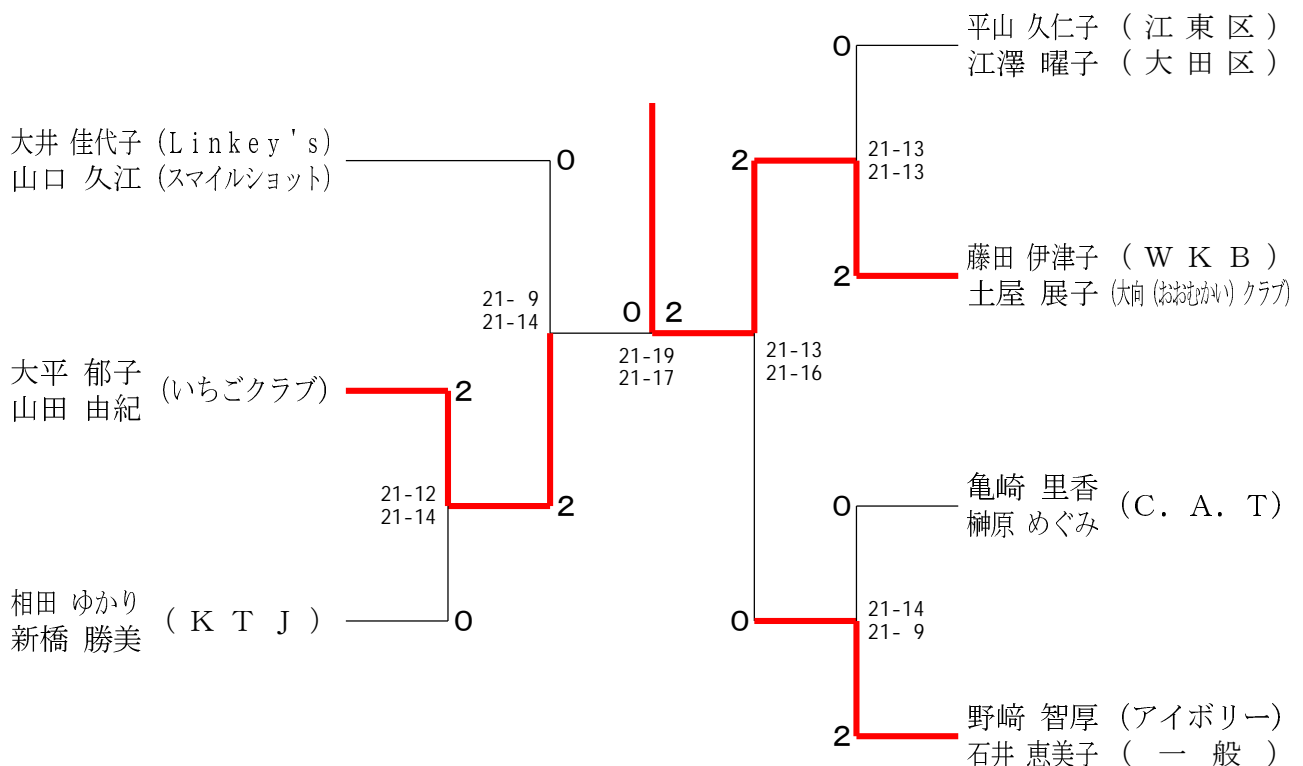 大井 佳代子 (Linkey's)
山口 久江 (スマイルショット)
0
21- 9
21-14
大平 郁子
山田 由紀
(いちごクラブ)
2
21-12
21-14
2
相田 ゆかり
新橋 勝美
(KTJ)
0
0 2
21-19
21-17
平山 久仁子 (江東区)
江澤 曜子 (大田区)
0
21-13
21-13
2
藤田 伊津子 (WKB)
土屋 展子 (大向(おおむかい)クラブ)
2
21-13
21-16
亀崎 里香
榊原 めぐみ
(C.A.T)
0
21-14
21- 9
0
野﨑 智厚 (アイボリー)
石井 恵美子 (一般)
2